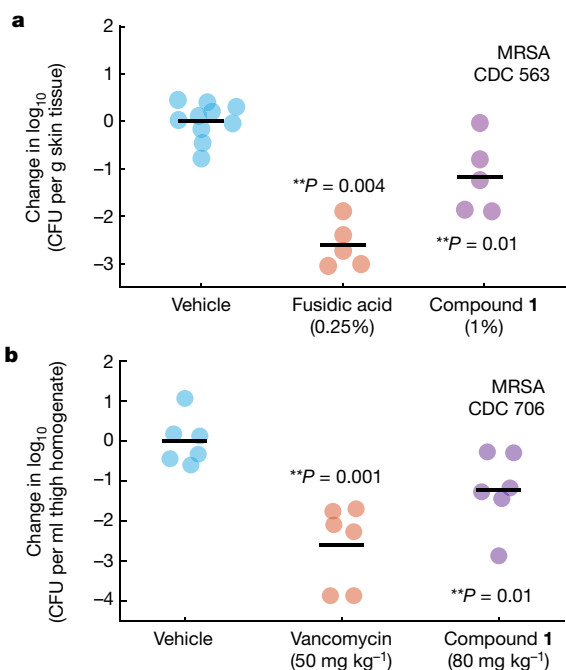 a
2
1
0
−1
−2
−3
Change in log10
(CFU per g skin tissue)
MRSA
CDC 563
**P = 0.004
**P = 0.01
Vehicle
Fusidic acid
(0.25%)
Compound 1
(1%)
b
2
1
0
−1
−2
−3
−4
Change in log10
(CFU per ml thigh homogenate)
MRSA
CDC 706
**P = 0.001
**P = 0.01
Vehicle
Vancomycin
(50 mg kg–1)
Compound 1
(80 mg kg–1)